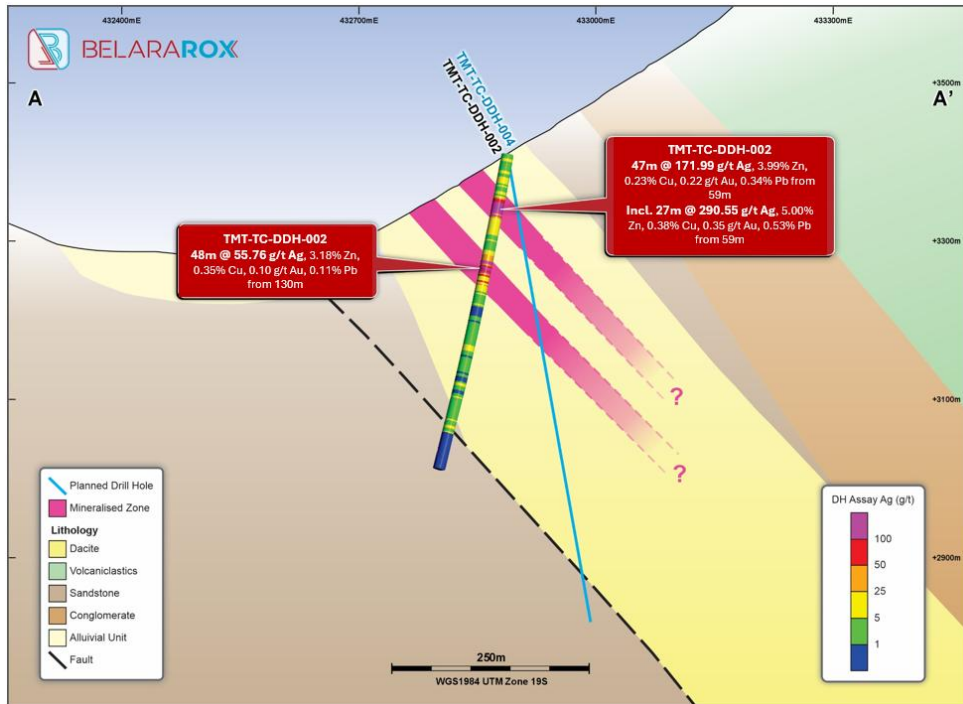 432400mE
432700mE
433000mE
433300mE
BELARAROX
A
A'
TMT-TC-DDH-004
TMT-TC-DDH-002
+3500m
+3300m
+3100m
+2900m
TMT-TC-DDH-002
47m @ 171.99 g/t Ag, 3.99% Zn,
0.23% Cu, 0.22 g/t Au, 0.34% Pb from
59m
Incl. 27m @ 290.55 g/t Ag, 5.00%
Zn, 0.38% Cu, 0.35 g/t Au, 0.53% Pb
from 59m
TMT-TC-DDH-002
48m @ 55.76 g/t Ag, 3.18% Zn,
0.35% Cu, 0.10 g/t Au, 0.11% Pb
from 130m
?
?
Planned Drill Hole
Mineralised Zone
Lithology
Dacite
Volcaniclastics
Sandstone
Conglomerate
Alluivial Unit
Fault
250m
WGS1984 UTM Zone 19S
DH Assay Ag (g/t)
100
50
25
5
1